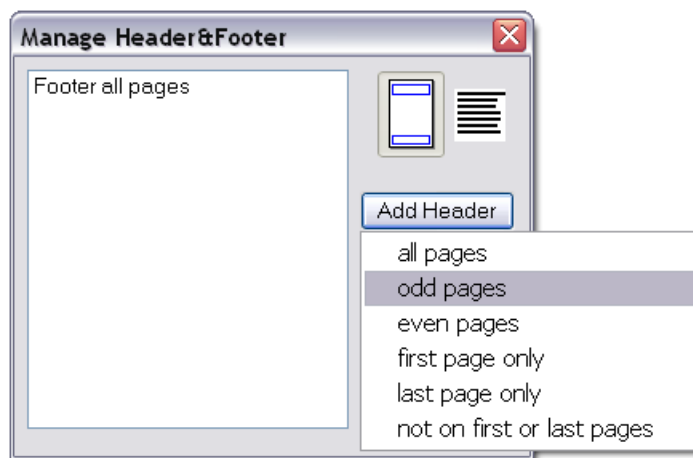 Manage Header&Footer
Footer all pages
Add Header
all pages
odd pages
even pages
first page only
last page only
not on first or last pages